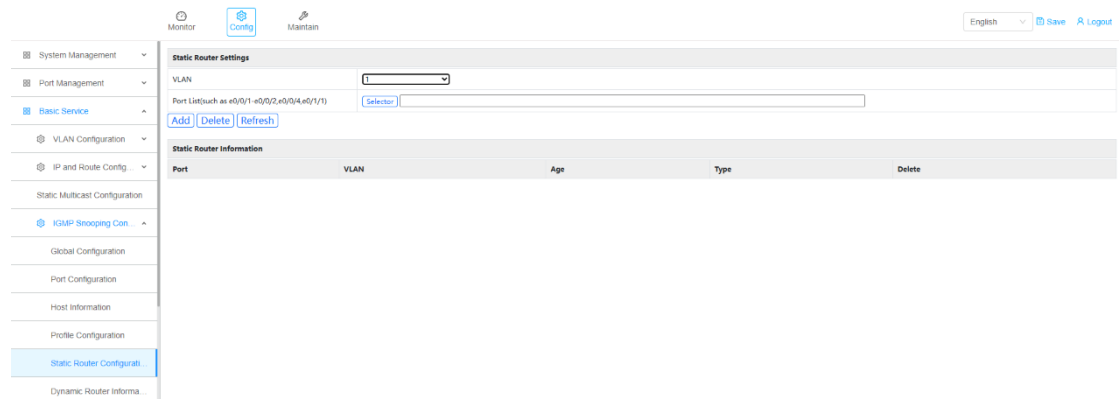 Monitor
Config
Maintain
English
Save
Logout
System Management
Port Management
Basic Service
VLAN Configuration
IP and Route Config...
Static Multicast Configuration
IGMP Snooping Con...
Global Configuration
Port Configuration
Host Information
Profile Configuration
Static Router Configurati...
Dynamic Router Informa...
Static Router Settings
VLAN 1
Port List(such as e0/0/1-e0/0/2,e0/0/4,e0/1/1) Selector
Add Delete Refresh
Static Router Information
Port VLAN Age Type Delete